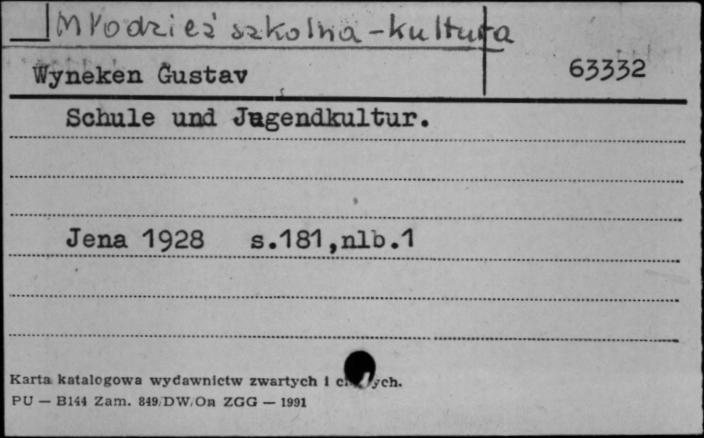 Młodzież szkolna-kultura
Wyneken Gustav 63332
Schule und Jugendkultur.
Jena 1928 s.181,nlb.1
Karta katalogowa wydawnictw zwartych i
PU — B144 Zam. 849/DW/On ZGG — 1991